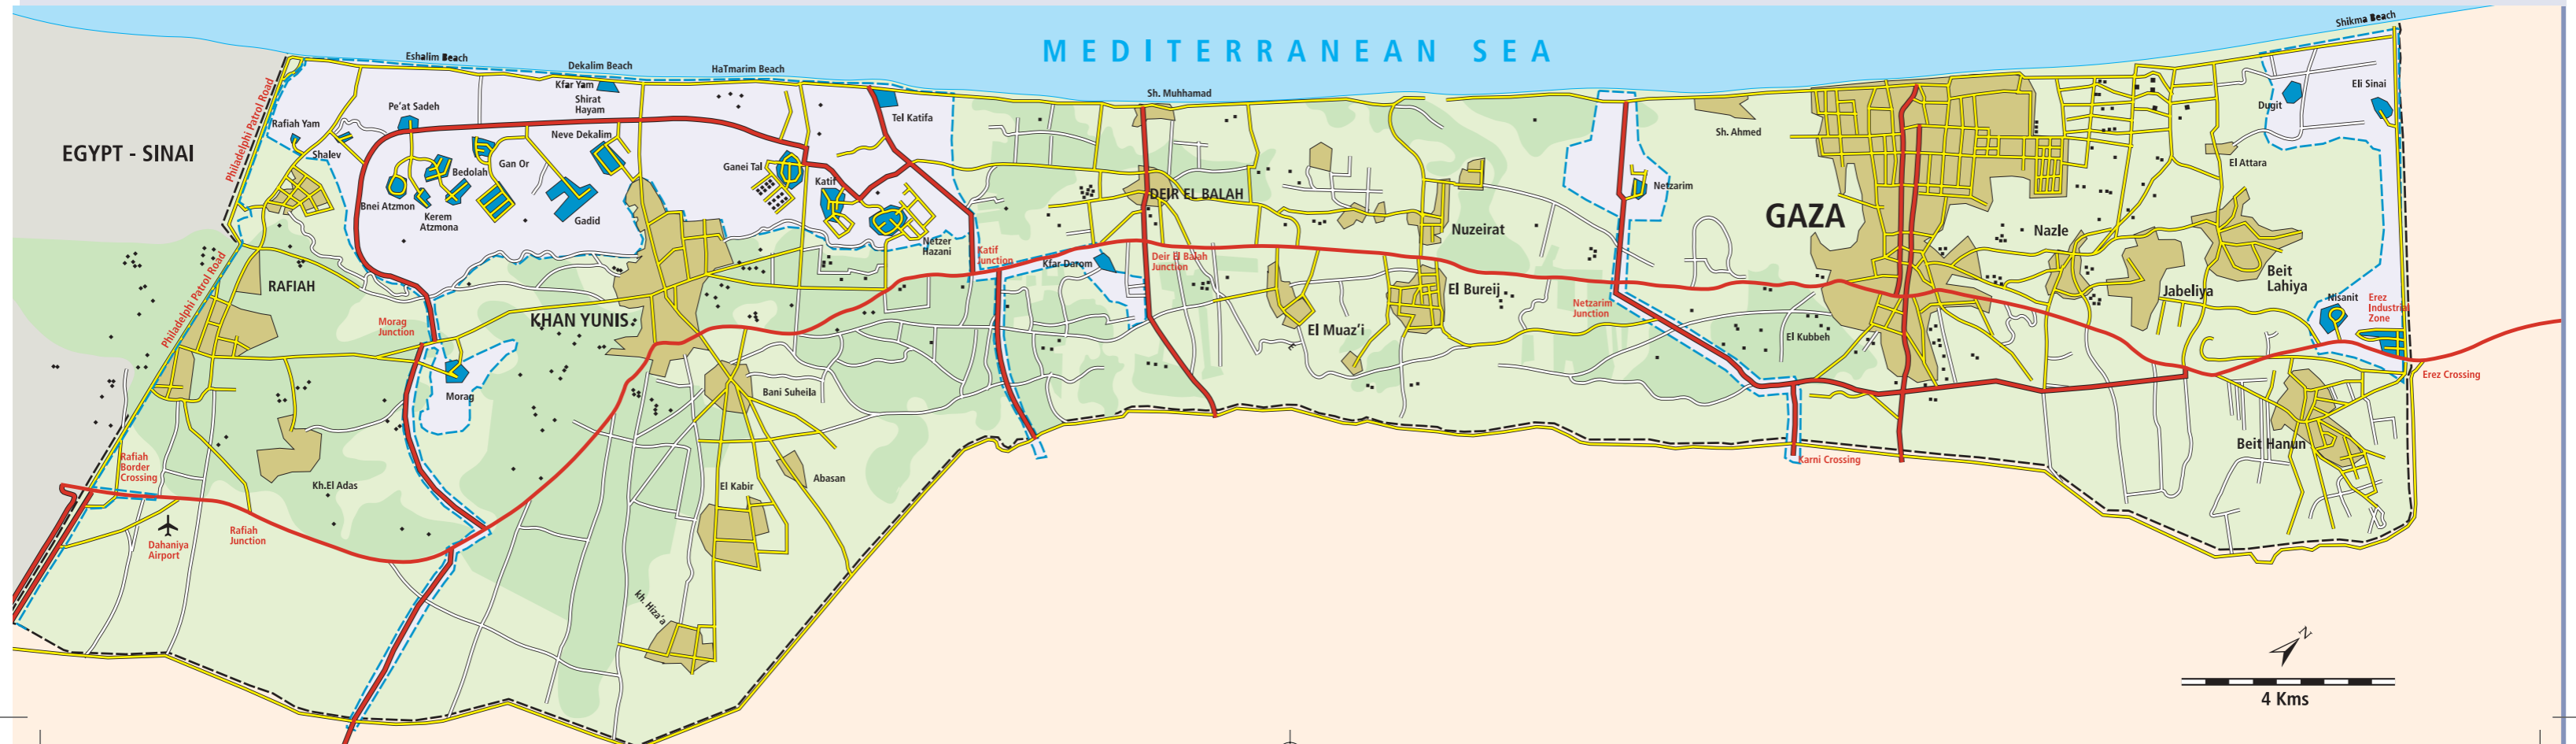 MEDITERRANEAN SEA
Shikma Beach
Eshalim Beach
Dekalim Beach
HaTmarim Beach
EGYPT - SINAI
Philadelphi Patrol Road
Philadelphi Patrol Road
Rafiah Yam
Shalev
Pe'at Sadeh
Kfar Yam
Shirat
Hayam
Neve Dekalim
Gan Or
Bedolah
Bnei Atzmon
Kerem
Atzmona
Gadid
Ganei Tal
Katif
Tel Katifa
Netzer
Hazani
Katif
Junction
Kfar Darom
Sh. Muhhamad
DEIR EL BALAH
Deir El Balah
Junction
Nuzeirat
El Bureij
El Muaz'i
Netzarim
Netzarim
Junction
Sh. Ahmed
GAZA
El Kubbeh
Nazle
Jabeliya
El Attara
Beit
Lahiya
Dugit
Eli Sinai
Nisanit
Erez
Industrial
Zone
Erez Crossing
Beit Hanun
Karni Crossing
RAFIAH
Morag
Junction
Morag
KHAN YUNIS
Bani Suheila
Abasan
El Kabir
kh. Hiza'a
Kh.El Adas
Rafiah
Border
Crossing
Dahaniya
Airport
Rafiah
Junction
N
4 Kms